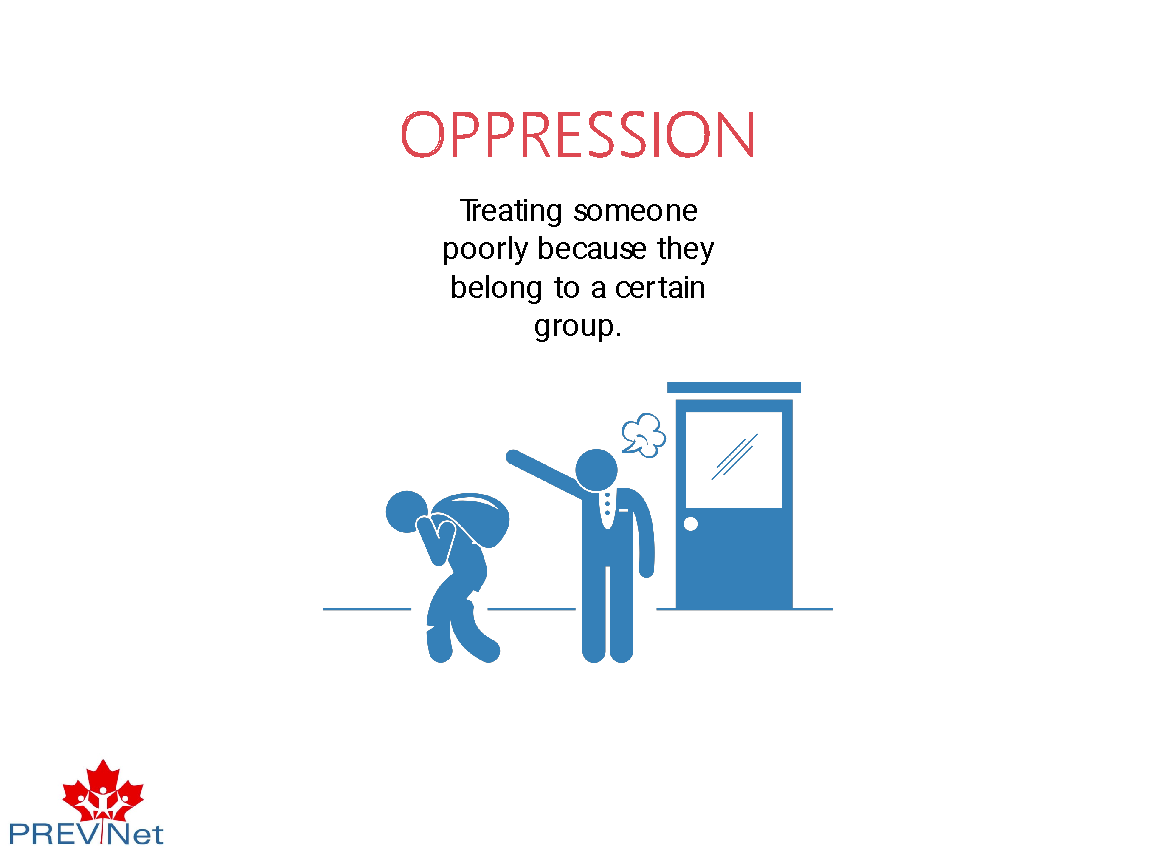 OPPRESSION
Treating someone
poorly because they
belong to a certain
group.
PREVNet